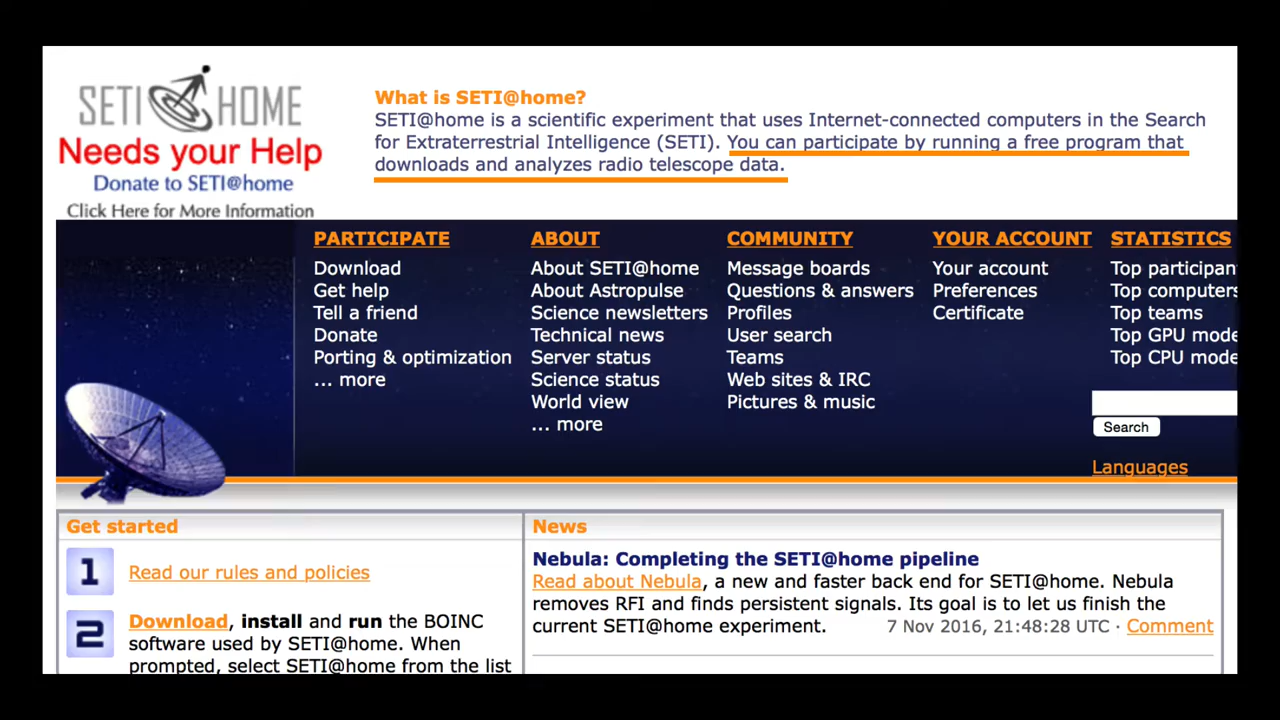 SETI HOME
Needs your Help
Donate to SETI@home
Click Here for More Information
What is SETI@home?
SETI@home is a scientific experiment that uses Internet-connected computers in the Search
for Extraterrestrial Intelligence (SETI). You can participate by running a free program that
downloads and analyzes radio telescope data.
PARTICIPATE
Download
Get help
Tell a friend
Donate
Porting & optimization
... more
ABOUT
About SETI@home
About Astropulse
Science newsletters
Technical news
Server status
Science status
World view
... more
COMMUNITY
Message boards
Questions & answers
Profiles
User search
Teams
Web sites & IRC
Pictures & music
YOUR ACCOUNT
Your account
Preferences
Certificate
STATISTICS
Top participan
Top computers
Top teams
Top GPU mode
Top CPU mode
Search
Languages
Get started
1
Read our rules and policies
2
Download, install and run the BOINC
software used by SETI@home. When
prompted, select SETI@home from the list
News
Nebula: Completing the SETI@home pipeline
Read about Nebula, a new and faster back end for SETI@home. Nebula
removes RFI and finds persistent signals. Its goal is to let us finish the
current SETI@home experiment. 7 Nov 2016, 21:48:28 UTC · Comment